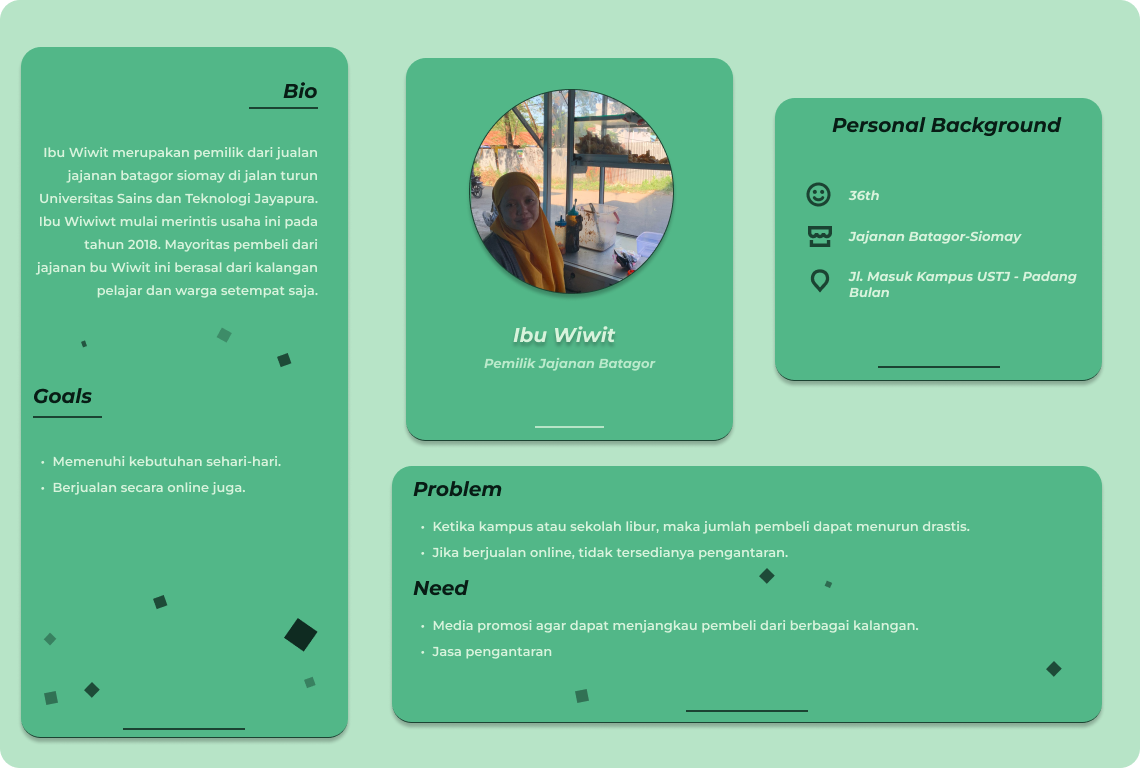 Bio
Ibu Wiwit merupakan pemilik dari jualan
jajanan batagor siomay di jalan turun
Universitas Sains dan Teknologi Jayapura.
Ibu Wiwiwt mulai merintis usaha ini pada
tahun 2018. Mayoritas pembeli dari
jajanan bu Wiwit ini berasal dari kalangan
pelajar dan warga setempat saja.
Goals
• Memenuhi kebutuhan sehari-hari.
• Berjualan secara online juga.
Ibu Wiwit
Pemilik Jajanan Batagor
Personal Background
36th
Jajanan Batagor-Siomay
Jl. Masuk Kampus USTJ - Padang
Bulan
Problem
• Ketika kampus atau sekolah libur, maka jumlah pembeli dapat menurun drastis.
• Jika berjualan online, tidak tersedianya pengantaran.
Need
• Media promosi agar dapat menjangkau pembeli dari berbagai kalangan.
• Jasa pengantaran